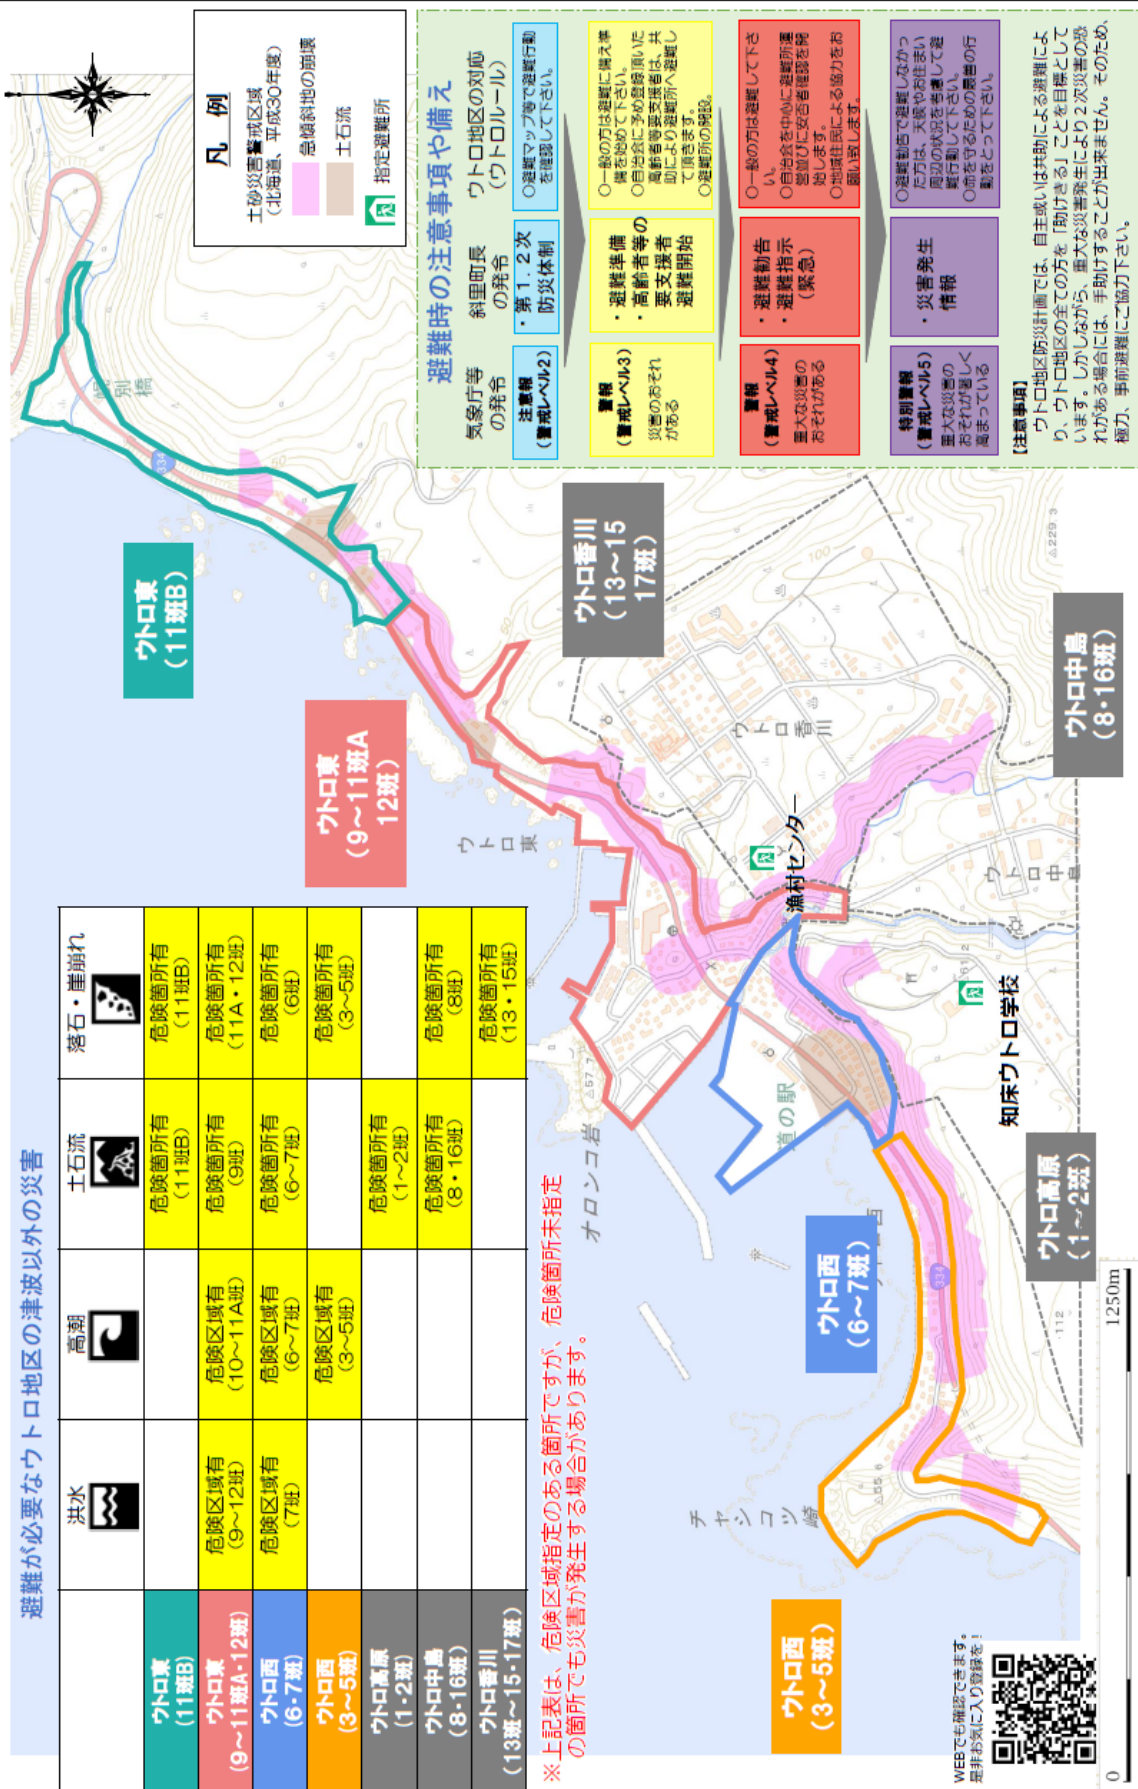 避難が必要なウトロ地区の津波以外の災害
洪水
高潮
土石流
落石・崖崩れ
ウトロ東
(11班B)
危険箇所有
(11班B)
危険箇所有
(11班B)
ウトロ東
(9～11班A・12班)
危険区域有
(9～12班)
危険区域有
(10～11A班)
危険箇所有
(9班)
危険箇所有
(11A・12班)
ウトロ西
(6・7班)
危険区域有
(7班)
危険区域有
(6～7班)
危険箇所有
(6～7班)
危険箇所有
(6班)
ウトロ西
(3～5班)
危険区域有
(3～5班)
危険箇所有
(3～5班)
ウトロ高原
(1・2班)
危険箇所有
(1～2班)
ウトロ中島
(8・16班)
危険箇所有
(8・16班)
危険箇所有
(8班)
ウトロ香川
(13班～15・17班)
危険箇所有
(13・15班)
※上記表は、危険区域指定のある箇所ですが、危険箇所未指定
の箇所でも災害が発生する場合があります。
凡 例
土砂災害警戒区域
(北海道、平成30年度)
急傾斜地の崩壊
土石流
指定避難所
ウトロ東
(11班B)
ウトロ東
(9～11班A
12班)
ウトロ香川
(13～15
17班)
ウトロ中島
(8・16班)
ウトロ高原
(1～2班)
ウトロ西
(6～7班)
ウトロ西
(3～5班)
幌別橋
334
50
50
100
△229.3
ウトロ東
ウトロ香川
漁村センター
ウトロ中島
知床ウトロ学校
オロンコ岩
△57.7
道の駅
334
・112
チャシコツ崎
△55.6
避難時の注意事項や備え
気象庁等
の発令
斜里町長
の発令
ウトロ地区の対応
(ウトロルール)
注意報
(警戒レベル2)
・第1．2次
防災体制
○避難マップ等で避難行動
を確認して下さい。
警報
(警戒レベル3)
災害のおそれ
がある
・避難準備
・高齢者等の
要支援者
避難開始
○一般の方は避難に備え準
備を始めて下さい。
○自治会に予め登録頂いた
高齢者等要支援者は、共
助により避難所へ避難し
て頂きます。
○避難所の開設。
警報
(警戒レベル4)
重大な災害の
おそれがある
・避難勧告
・避難指示
(緊急)
○一般の方は避難して下さ
い。
○自治会を中心に避難所運
営並びに安否者確認を開
始します。
○地域住民による協力をお
願い致します。
特別警報
(警戒レベル5)
重大な災害の
おそれが著しく
高まっている
・災害発生
情報
○避難勧告で避難しなかっ
た方は、天候やお住まい
周辺の状況を考慮して避
難行動して下さい。
○命を守るための最善の行
動をとって下さい。
【注意事項】
ウトロ地区防災計画では、自主或いは共助による避難によ
り、ウトロ地区の全ての方を「助けきる」ことを目標として
います。しかしながら、重大な災害発生により2次災害の恐
れがある場合には、手助けすることが出来ません。そのため、
極力、事前避難にご協力下さい。
WEBでも確認できます。
是非お気に入り登録を！
0
1250m